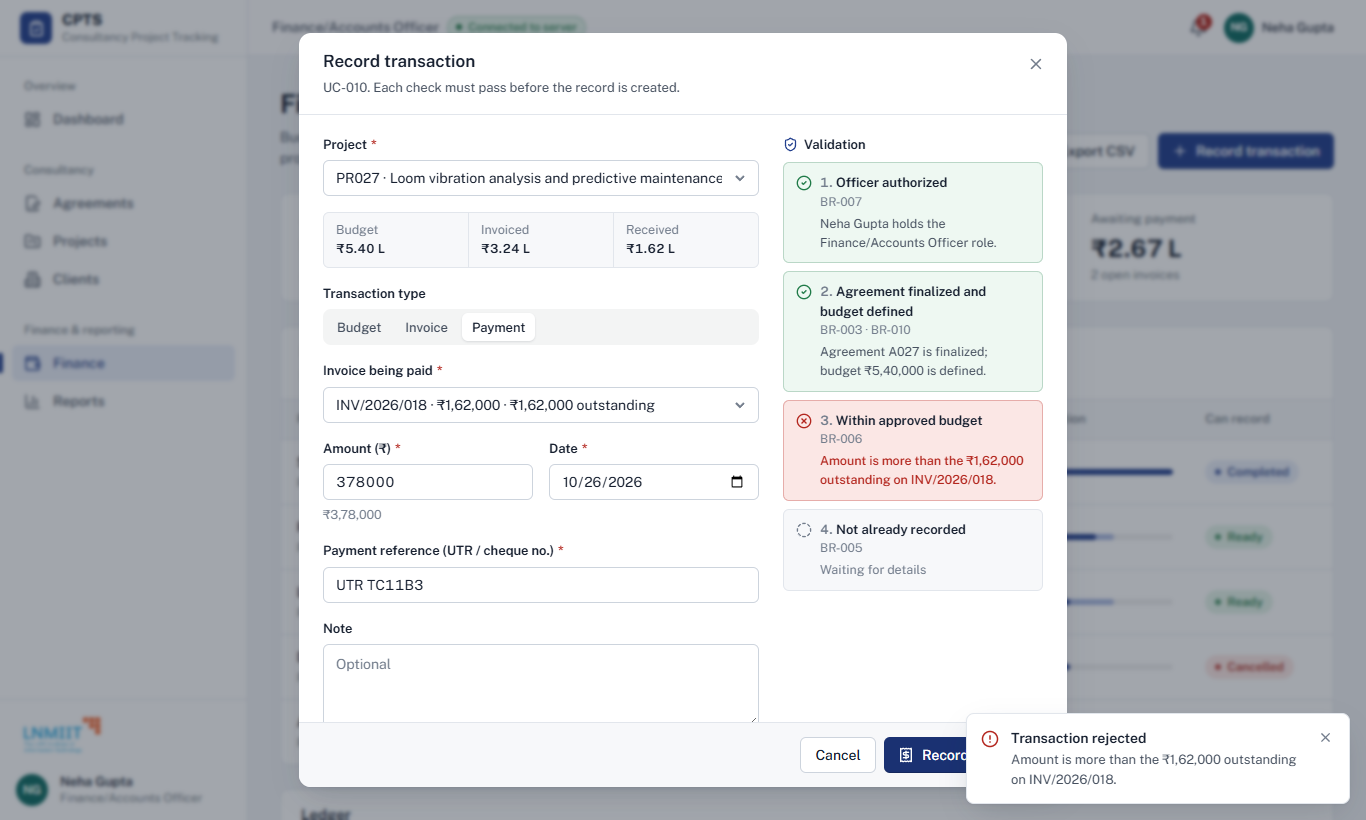 CPTS
Consultancy Project Tracking
Finance/Accounts Officer
Connected to server
Neha Gupta
Overview
Dashboard
Consultancy
Agreements
Projects
Clients
Finance & reporting
Finance
Reports
LNMIIT
NG
Neha Gupta
Finance/Accounts Officer
Export CSV
+ Record transaction
Awaiting payment
₹2.67 L
2 open invoices
Can record
Completed
Ready
Ready
Cancelled
Ledger
Record transaction
UC-010. Each check must pass before the record is created.
Project *
PR027 · Loom vibration analysis and predictive maintenance
Budget
₹5.40 L
Invoiced
₹3.24 L
Received
₹1.62 L
Transaction type
Budget Invoice Payment
Invoice being paid *
INV/2026/018 · ₹1,62,000 · ₹1,62,000 outstanding
Amount (₹) *
378000
₹3,78,000
Date *
10/26/2026
Payment reference (UTR / cheque no.) *
UTR TC11B3
Note
Optional
Validation
1. Officer authorized
BR-007
Neha Gupta holds the
Finance/Accounts Officer role.
2. Agreement finalized and
budget defined
BR-003 · BR-010
Agreement A027 is finalized;
budget ₹5,40,000 is defined.
3. Within approved budget
BR-006
Amount is more than the ₹1,62,000
outstanding on INV/2026/018.
4. Not already recorded
BR-005
Waiting for details
Cancel
Record
Transaction rejected
Amount is more than the ₹1,62,000 outstanding
on INV/2026/018.